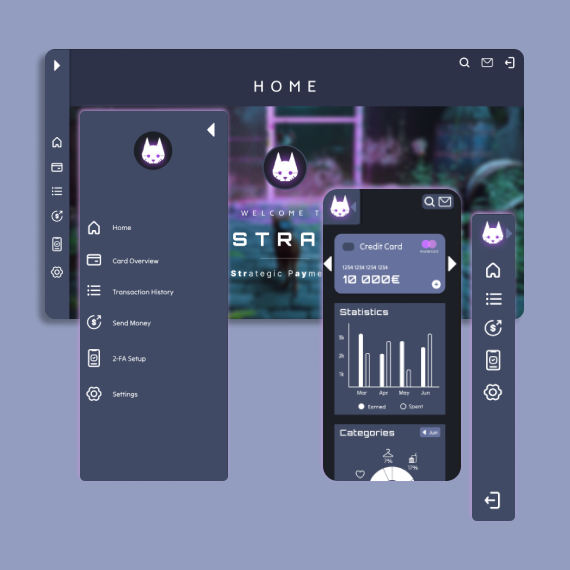 HOME
WELCOME T
STRA
Strategic Payme
Home
Card Overview
Transaction History
Send Money
2-FA Setup
Settings
Credit Card
1234 1234 1234 1234
10 000€
Statistics
3k
2k
1k
Mar Apr May Jun
Earned Spent
Categories
Jun
7%
17%